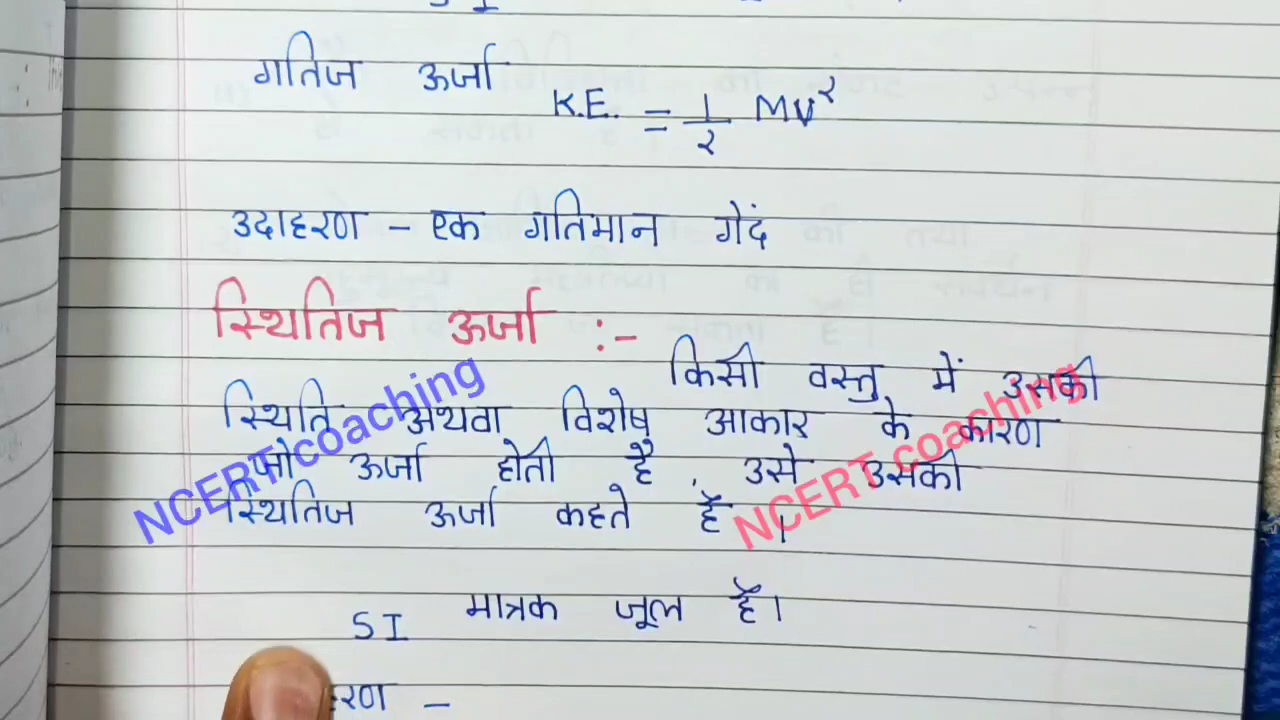 गतिज ऊर्जा
K.E. = 1/2 MV²
उदाहरण - एक गतिमान गेदं
स्थितिज ऊर्जा :-
किसी वस्तु में उसकी
स्थिति अथवा विशेष आकार के कारण
जो ऊर्जा होती है, उसे उसकी
स्थितिज ऊर्जा कहते हैं ।
NCERT coaching
NCERT coaching
SI मात्रक जूल है।